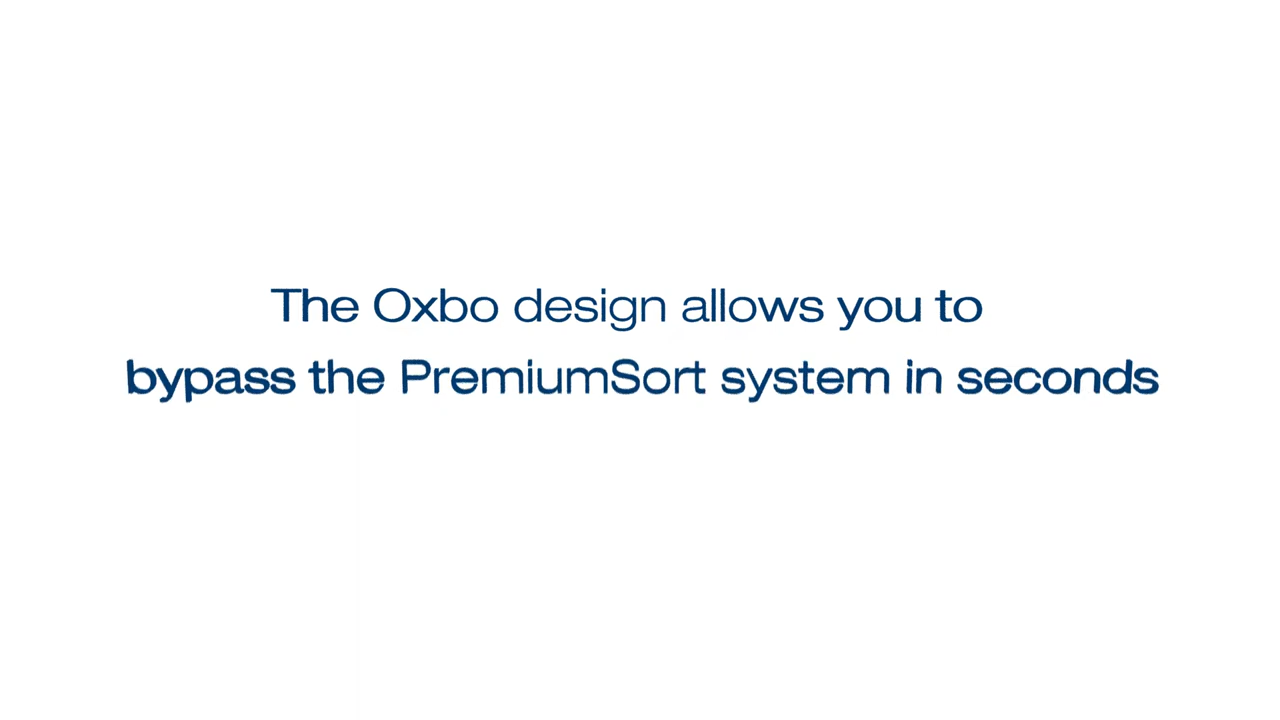 The Oxbo design allows you to
bypass the PremiumSort system in seconds